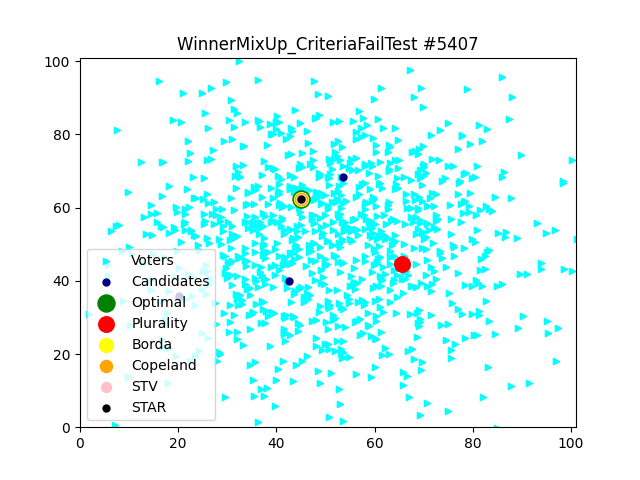 WinnerMixUp_CriteriaFailTest #5407
100
80
60
40
20
0
Voters
Candidates
Optimal
Plurality
Borda
Copeland
STV
STAR
0 20 40 60 80 100